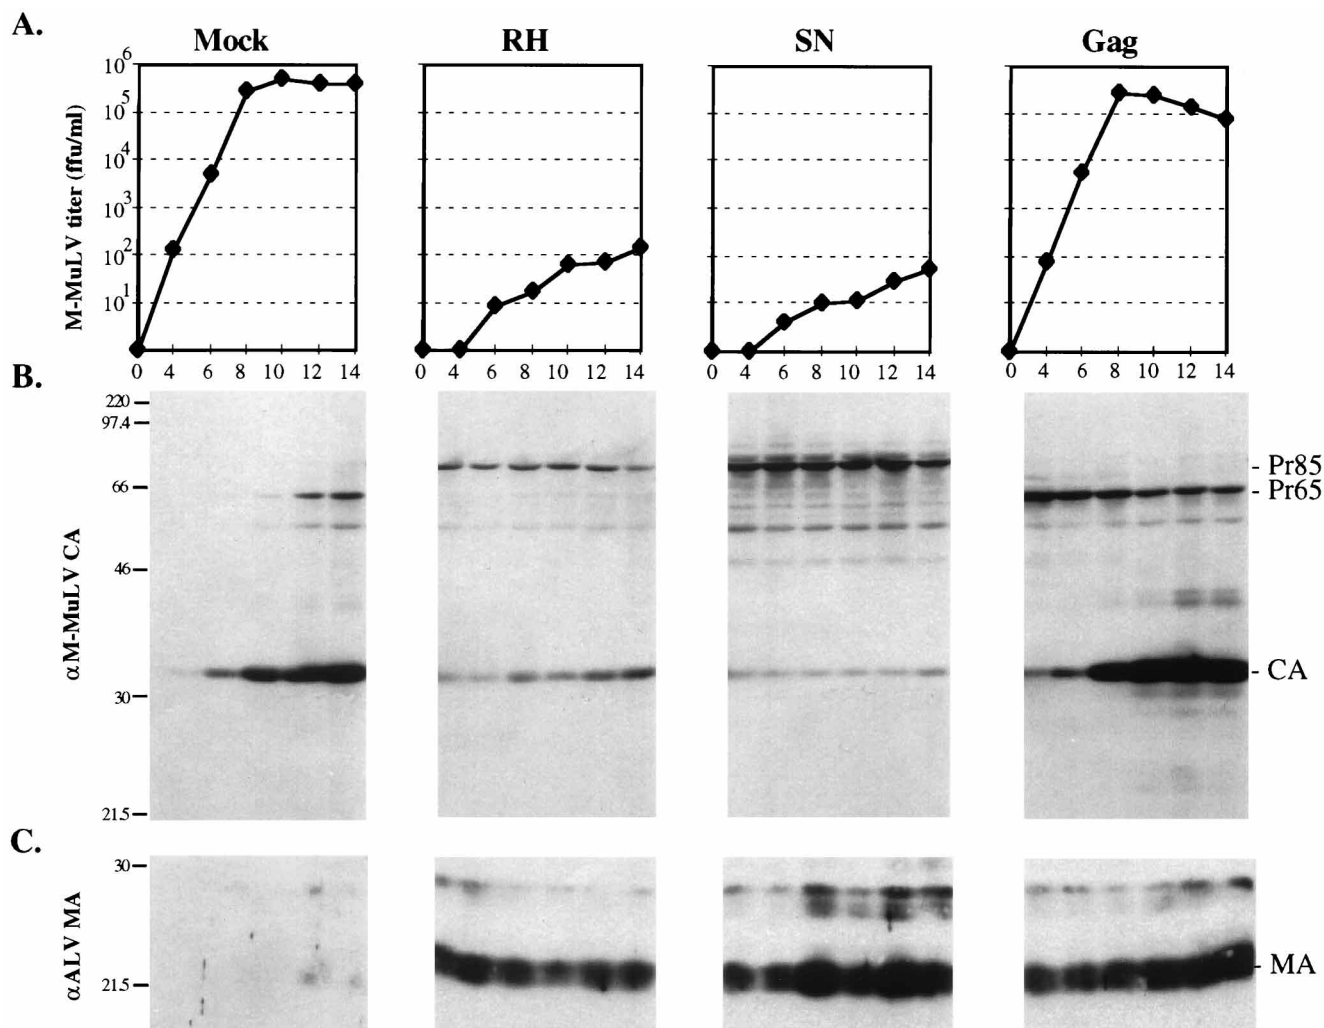 A.
Mock RH SN Gag
M-MuLV titer (ffu/ml)
10^6
10^5
10^4
10^3
10^2
10^1
0 4 6 8 10 12 14 0 4 6 8 10 12 14 0 4 6 8 10 12 14 0 4 6 8 10 12 14
B.
αM-MuLV CA
220
97.4
66
46
30
21.5
- Pr85
- Pr65
- CA
C.
αALV MA
30
21.5
- MA